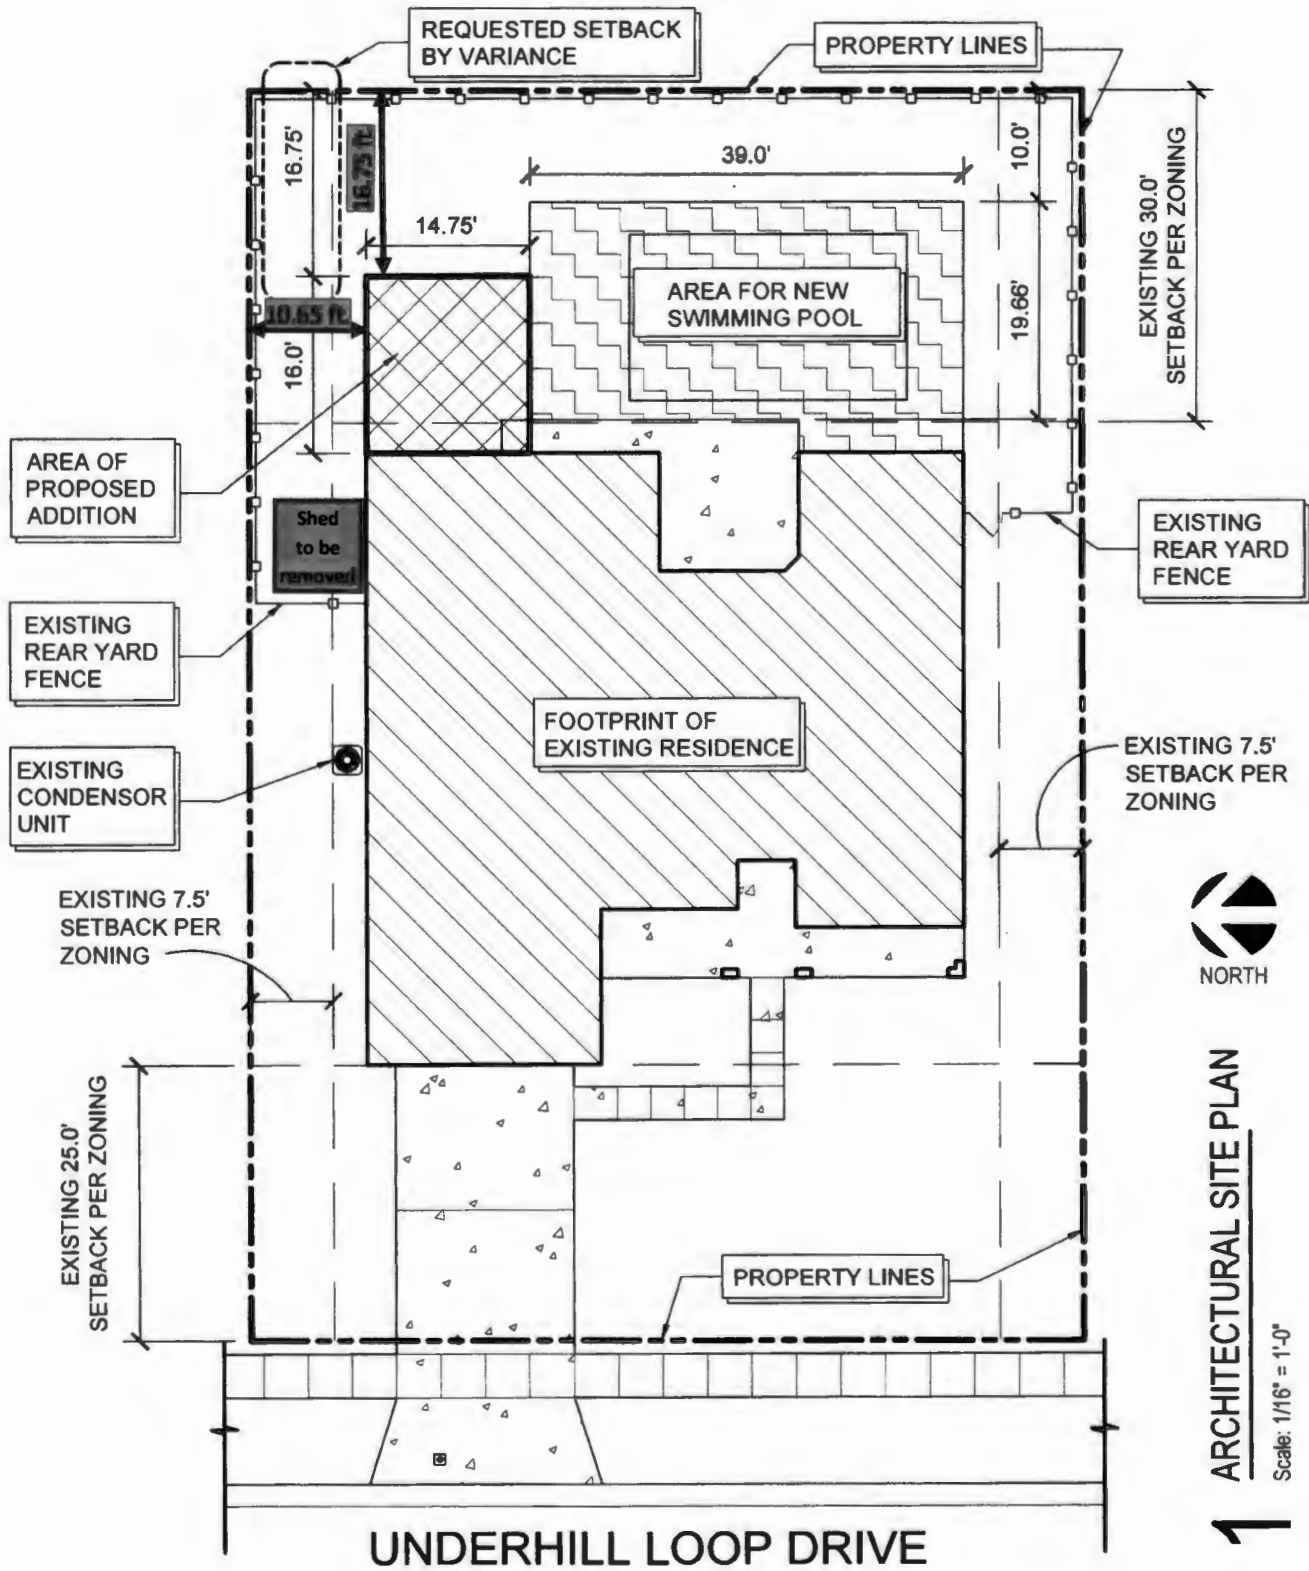 REQUESTED SETBACK
BY VARIANCE
PROPERTY LINES
16.75'
16.75 ft
39.0'
10.0'
EXISTING 30.0'
SETBACK PER ZONING
14.75'
AREA FOR NEW
SWIMMING POOL
19.66'
10.65 ft
16.0'
AREA OF
PROPOSED
ADDITION
Shed
to be
removed
EXISTING
REAR YARD
FENCE
EXISTING
REAR YARD
FENCE
FOOTPRINT OF
EXISTING RESIDENCE
EXISTING
CONDENSOR
UNIT
EXISTING 7.5'
SETBACK PER
ZONING
EXISTING 7.5'
SETBACK PER
ZONING
NORTH
EXISTING 25.0'
SETBACK PER ZONING
PROPERTY LINES
1 ARCHITECTURAL SITE PLAN
Scale: 1/16" = 1'-0"
UNDERHILL LOOP DRIVE